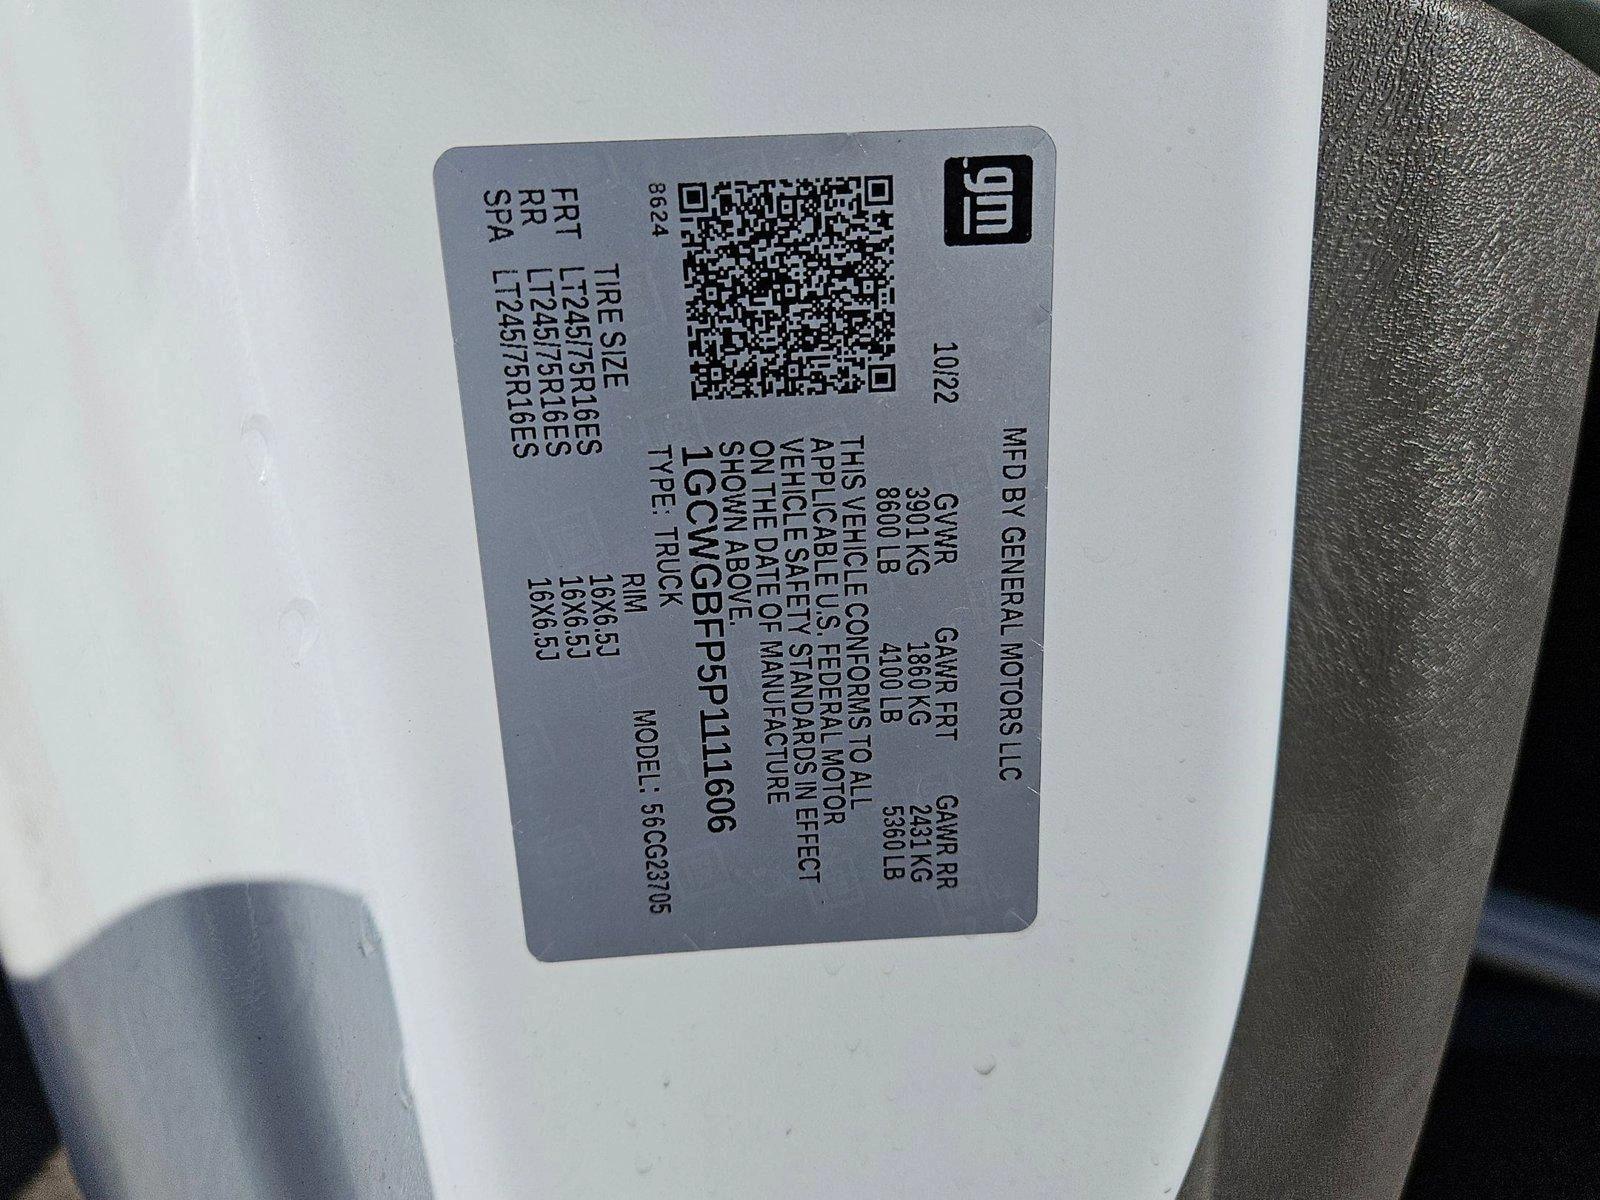 gm
MFD BY GENERAL MOTORS LLC
10/22
GVWR GAWR FRT GAWR RR
3901 KG 1860 KG 2431 KG
8600 LB 4100 LB 5360 LB
THIS VEHICLE CONFORMS TO ALL
APPLICABLE U.S. FEDERAL MOTOR
VEHICLE SAFETY STANDARDS IN EFFECT
ON THE DATE OF MANUFACTURE
SHOWN ABOVE.
1GCWGBFP5P1111606
8624
TYPE: TRUCK MODEL: 56CG23705
TIRE SIZE RIM
FRT LT245/75R16ES 16X6.5J
RR LT245/75R16ES 16X6.5J
SPA LT245/75R16ES 16X6.5J